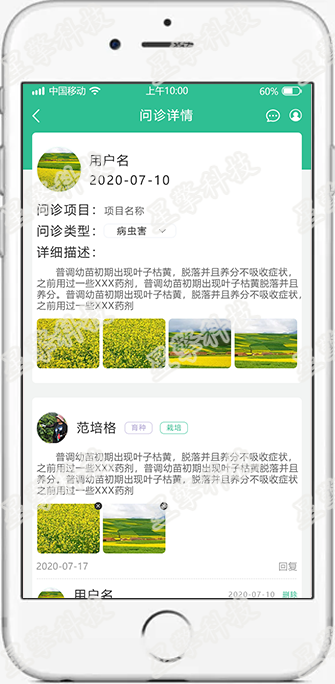 中国移动
上午10:00
60%
问诊详情
用户名
2020-07-10
问诊项目：项目名称
问诊类型：病虫害
详细描述：
普调幼苗初期出现叶子枯黄，脱落并且养分不吸收症状，
之前用过一些XXX药剂，普调幼苗初期出现叶子枯黄脱落并且
养分。普调幼苗初期出现叶子枯黄脱落并且养分不吸收症状，
之前用过一些XXX药剂
范培格
育种
栽培
普调幼苗初期出现叶子枯黄，脱落并且养分不吸收症状，
之前用过一些XXX药剂，普调幼苗初期出现叶子枯黄脱落并且
养分。普调幼苗初期出现叶子枯黄脱落并且养分不吸收症状，
之前用过一些XXX药剂
2020-07-17
回复
用户名
2020-07-10
删除
星擎科技